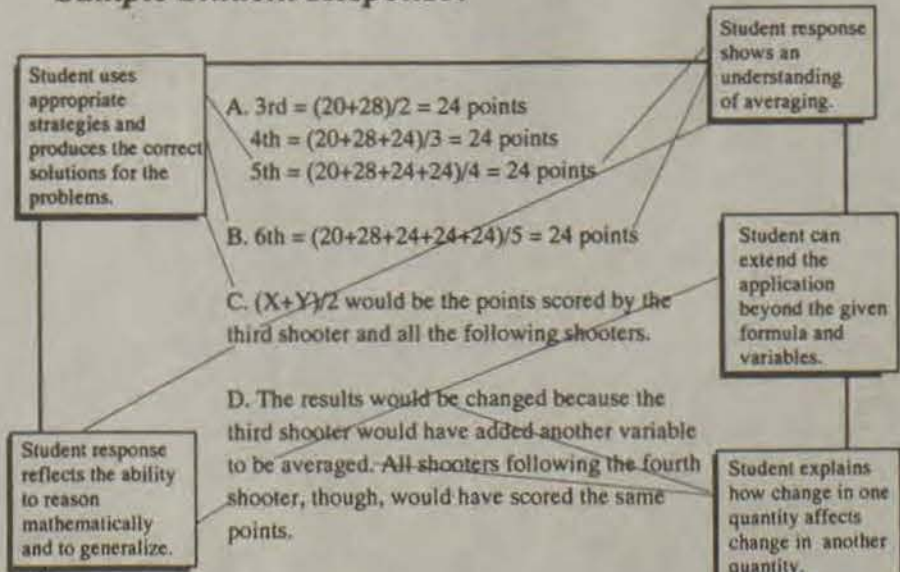 Student response
shows an
understanding
of averaging.
Student uses
appropriate
strategies and
produces the correct
solutions for the
problems.
A. 3rd = (20+28)/2 = 24 points
4th = (20+28+24)/3 = 24 points
5th = (20+28+24+24)/4 = 24 points
B. 6th = (20+28+24+24+24)/5 = 24 points
Student can
extend the
application
beyond the given
formula and
variables.
C. (X+Y)/2 would be the points scored by the
third shooter and all the following shooters.
D. The results would be changed because the
third shooter would have added another variable
to be averaged. All shooters following the fourth
shooter, though, would have scored the same
points.
Student response
reflects the ability
to reason
mathematically
and to generalize.
Student explains
how change in one
quantity affects
change in another
quantity.